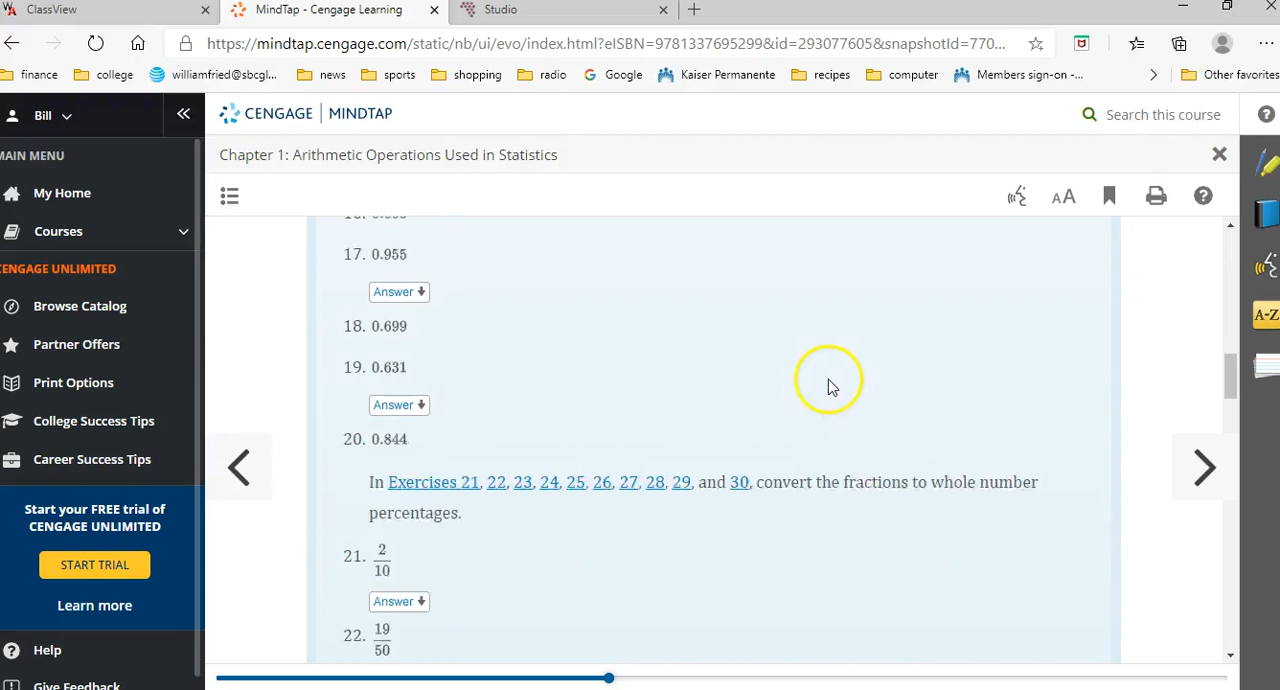 ClassView
MindTap - Cengage Learning
Studio
https://mindtap.cengage.com/static/nb/ui/evo/index.html?eISBN=9781337695299&id=293077605&snapshotId=770...
finance
college
williamfried@sbcgl...
news
sports
shopping
radio
Google
Kaiser Permanente
recipes
computer
Members sign-on -...
Other favorites
Bill
CENGAGE | MINDTAP
Search this course
MAIN MENU
Chapter 1: Arithmetic Operations Used in Statistics
My Home
AA
Courses
CENGAGE UNLIMITED
Browse Catalog
Partner Offers
Print Options
College Success Tips
Career Success Tips
Start your FREE trial of
CENGAGE UNLIMITED
START TRIAL
Learn more
Help
Give Feedback
17. 0.955
Answer
18. 0.699
19. 0.631
Answer
20. 0.844
In Exercises 21, 22, 23, 24, 25, 26, 27, 28, 29, and 30, convert the fractions to whole number
percentages.
21. 2/10
Answer
22. 19/50
A-Z